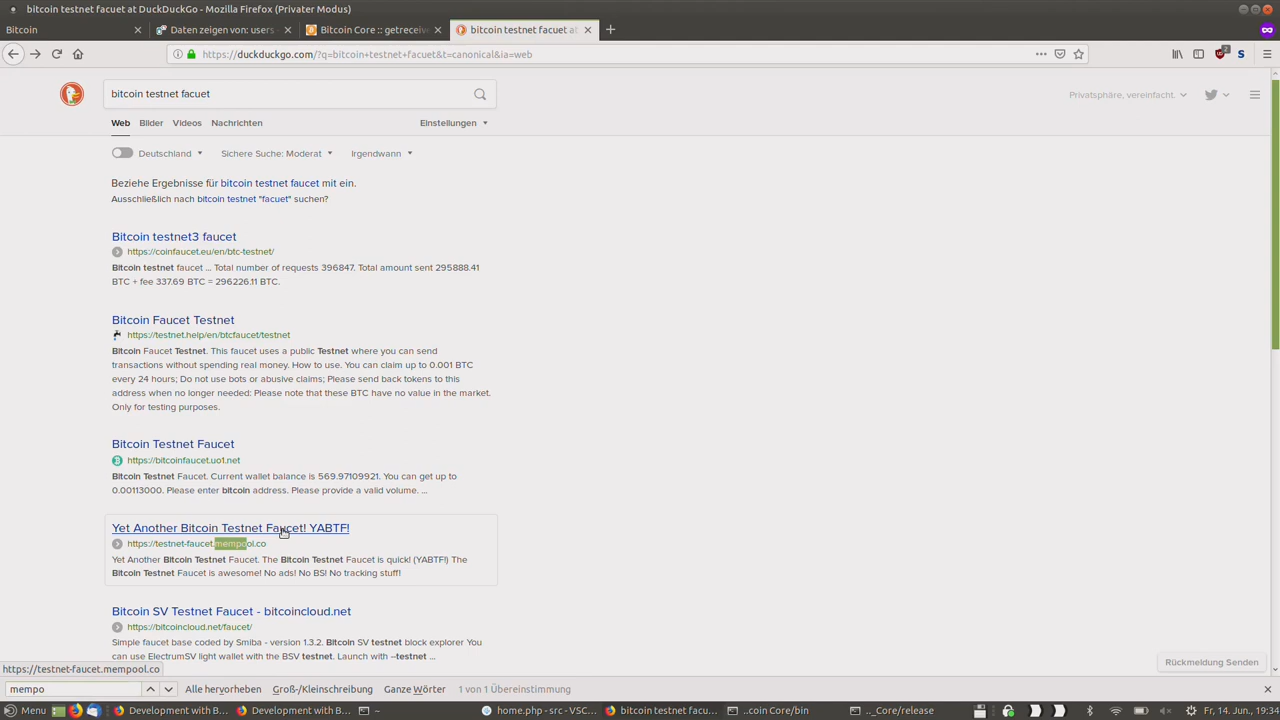 bitcoin testnet facuet at DuckDuckGo - Mozilla Firefox (Privater Modus)
Bitcoin
Daten zeigen von: users
Bitcoin Core :: getreceive
bitcoin testnet facuet at
https://duckduckgo.com/?q=bitcoin+testnet+facuet&t=canonical&ia=web
2
S
bitcoin testnet facuet
Privatsphäre, vereinfacht.
Web Bilder Videos Nachrichten Einstellungen
Deutschland Sichere Suche: Moderat Irgendwann
Beziehe Ergebnisse für bitcoin testnet faucet mit ein.
Ausschließlich nach bitcoin testnet "facuet" suchen?
Bitcoin testnet3 faucet
https://coinfaucet.eu/en/btc-testnet/
Bitcoin testnet faucet ... Total number of requests 396847. Total amount sent 295888.41
BTC + fee 337.69 BTC = 296226.11 BTC.
Bitcoin Faucet Testnet
https://testnet.help/en/btcfaucet/testnet
Bitcoin Faucet Testnet. This faucet uses a public Testnet where you can send
transactions without spending real money. How to use. You can claim up to 0.001 BTC
every 24 hours; Do not use bots or abusive claims; Please send back tokens to this
address when no longer needed: Please note that these BTC have no value in the market.
Only for testing purposes.
Bitcoin Testnet Faucet
https://bitcoinfaucet.uo1.net
Bitcoin Testnet Faucet. Current wallet balance is 569.97109921. You can get up to
0.00113000. Please enter bitcoin address. Please provide a valid volume. ...
Yet Another Bitcoin Testnet Faucet! YABTF!
https://testnet-faucet.mempool.co
Yet Another Bitcoin Testnet Faucet. The Bitcoin Testnet Faucet is quick! (YABTF!) The
Bitcoin Testnet Faucet is awesome! No ads! No BS! No tracking stuff!
Bitcoin SV Testnet Faucet - bitcoincloud.net
https://bitcoincloud.net/faucet/
Simple faucet base coded by Smiba - version 1.3.2. Bitcoin SV testnet block explorer You
can use ElectrumSV light wallet with the BSV testnet. Launch with --testnet ...
Rückmeldung Senden
https://testnet-faucet.mempool.co
mempo
Alle hervorheben Groß-/Kleinschreibung Ganze Wörter 1 von 1 Übereinstimmung
Menu
Development with B...
Development with B...
~
home.php - src - VSC...
bitcoin testnet facu...
..coin Core/bin
.._Core/release
Fr, 14. Jun., 19:34